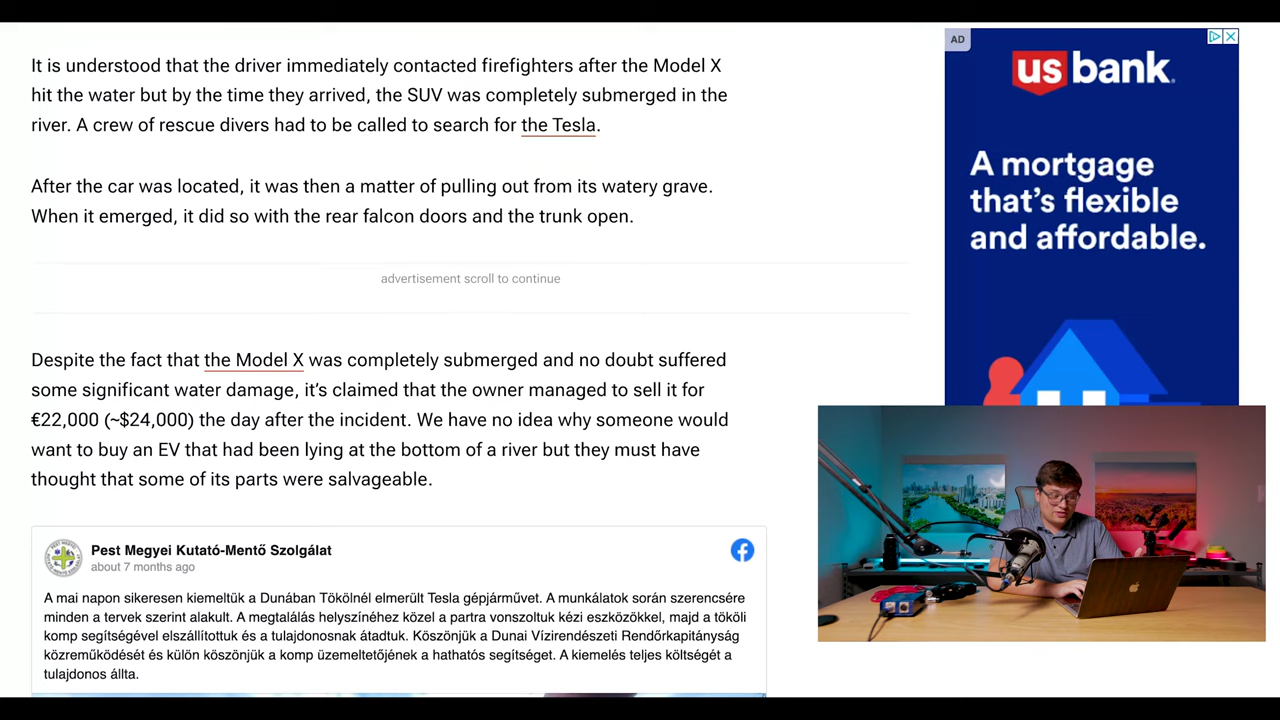 It is understood that the driver immediately contacted firefighters after the Model X
hit the water but by the time they arrived, the SUV was completely submerged in the
river. A crew of rescue divers had to be called to search for the Tesla.
After the car was located, it was then a matter of pulling out from its watery grave.
When it emerged, it did so with the rear falcon doors and the trunk open.
advertisement scroll to continue
Despite the fact that the Model X was completely submerged and no doubt suffered
some significant water damage, it’s claimed that the owner managed to sell it for
€22,000 (~$24,000) the day after the incident. We have no idea why someone would
want to buy an EV that had been lying at the bottom of a river but they must have
thought that some of its parts were salvageable.
Pest Megyei Kutató-Mentő Szolgálat
about 7 months ago
A mai napon sikeresen kiemeltük a Dunában Tökölnél elmerült Tesla gépjárművet. A munkálatok során szerencsére
minden a tervek szerint alakult. A megtalálás helyszínéhez közel a partra vonszoltuk kézi eszközökkel, majd a tököli
komp segítségével elszállítottuk és a tulajdonosnak átadtuk. Köszönjük a Dunai Vízirendészeti Rendőrkapitányság
közreműködését és külön köszönjük a komp üzemeltetőjének a hathatós segítséget. A kiemelés teljes költségét a
tulajdonos állta.
AD
us bank.
A mortgage
that’s flexible
and affordable.